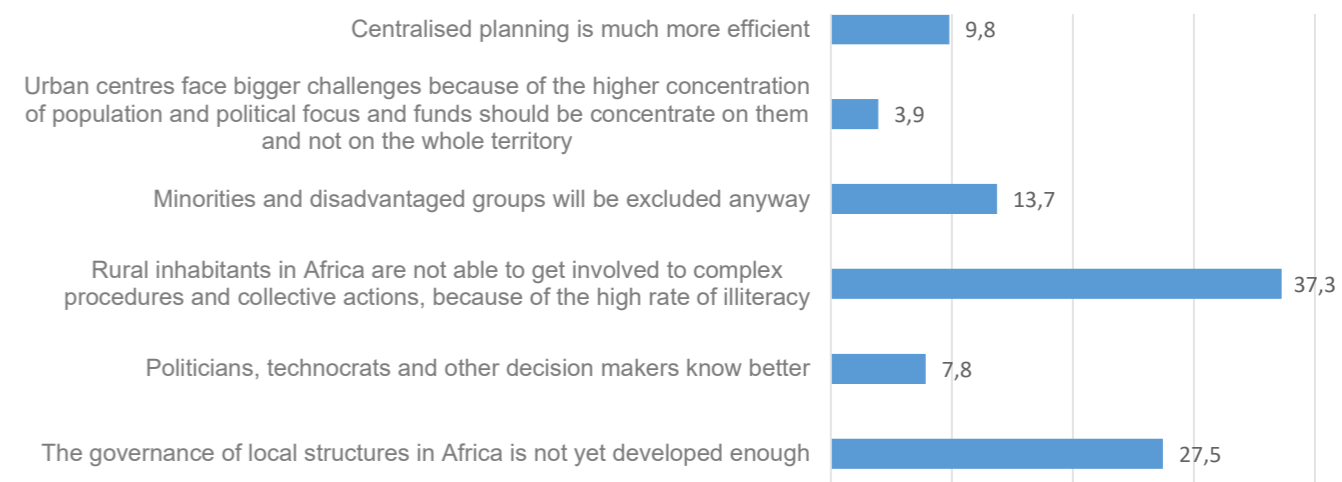 Centralised planning is much more efficient
9,8
Urban centres face bigger challenges because of the higher concentration
of population and political focus and funds should be concentrate on them
and not on the whole territory
3,9
Minorities and disadvantaged groups will be excluded anyway
13,7
Rural inhabitants in Africa are not able to get involved to complex
procedures and collective actions, because of the high rate of illiteracy
37,3
Politicians, technocrats and other decision makers know better
7,8
The governance of local structures in Africa is not yet developed enough
27,5